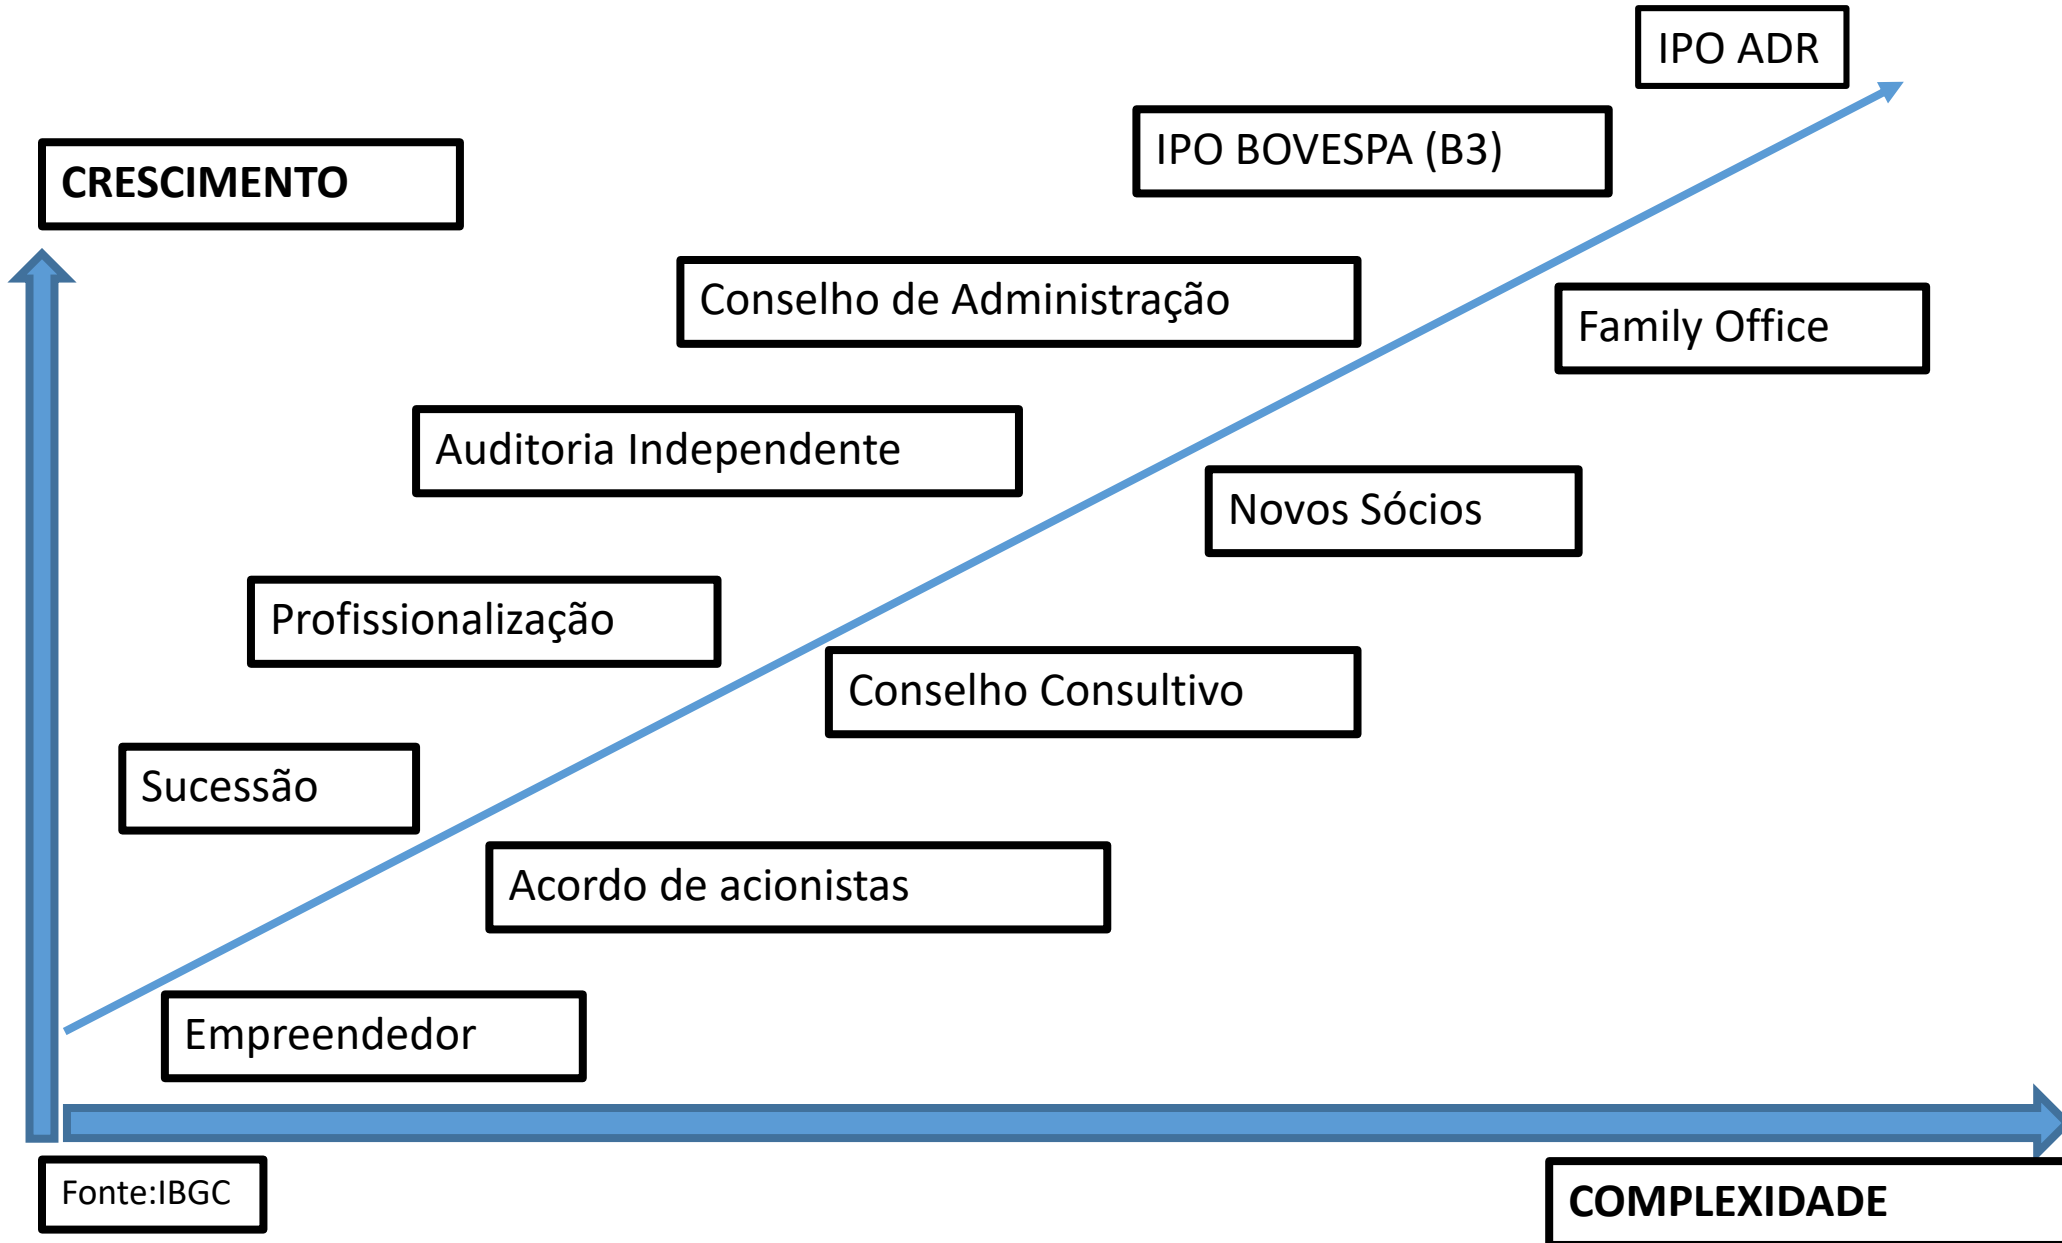 IPO ADR
IPO BOVESPA (B3)
CRESCIMENTO
Conselho de Administração
Family Office
Auditoria Independente
Novos Sócios
Profissionalização
Conselho Consultivo
Sucessão
Acordo de acionistas
Empreendedor
Fonte:IBGC
COMPLEXIDADE